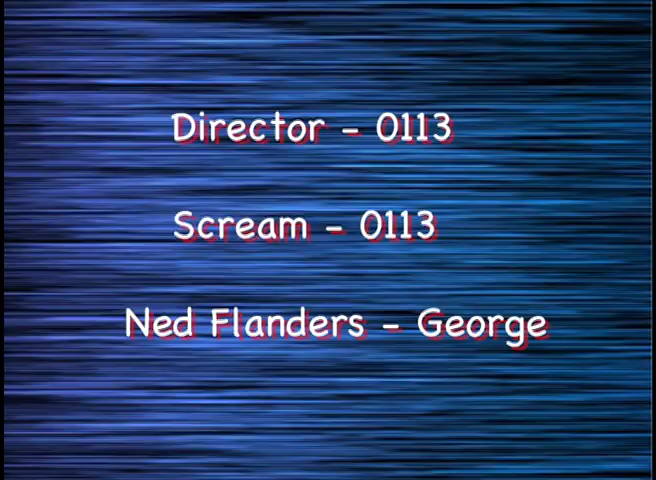 Director - 0113
Scream - 0113
Ned Flanders - George